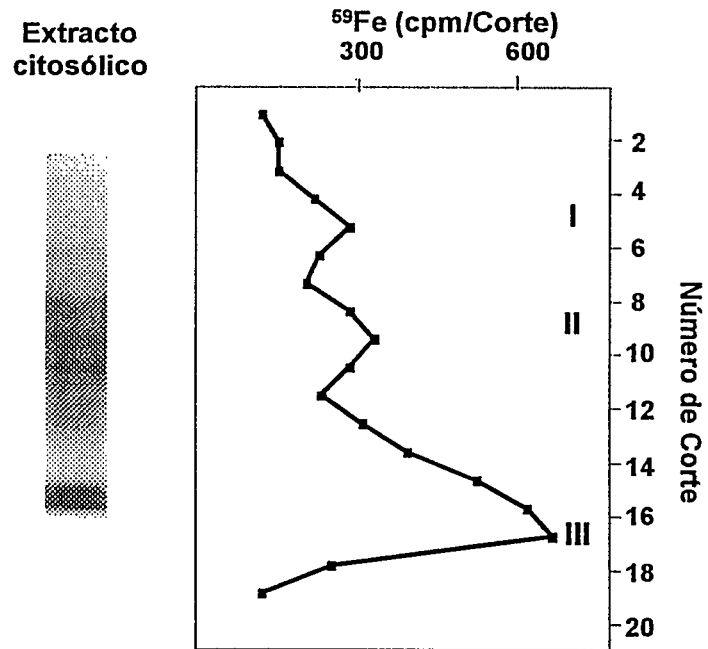 Extracto
citosólico
⁵⁹Fe (cpm/Corte)
300 600
2
4
I
6
8
II
10
12
14
16
III
18
20
Número de Corte